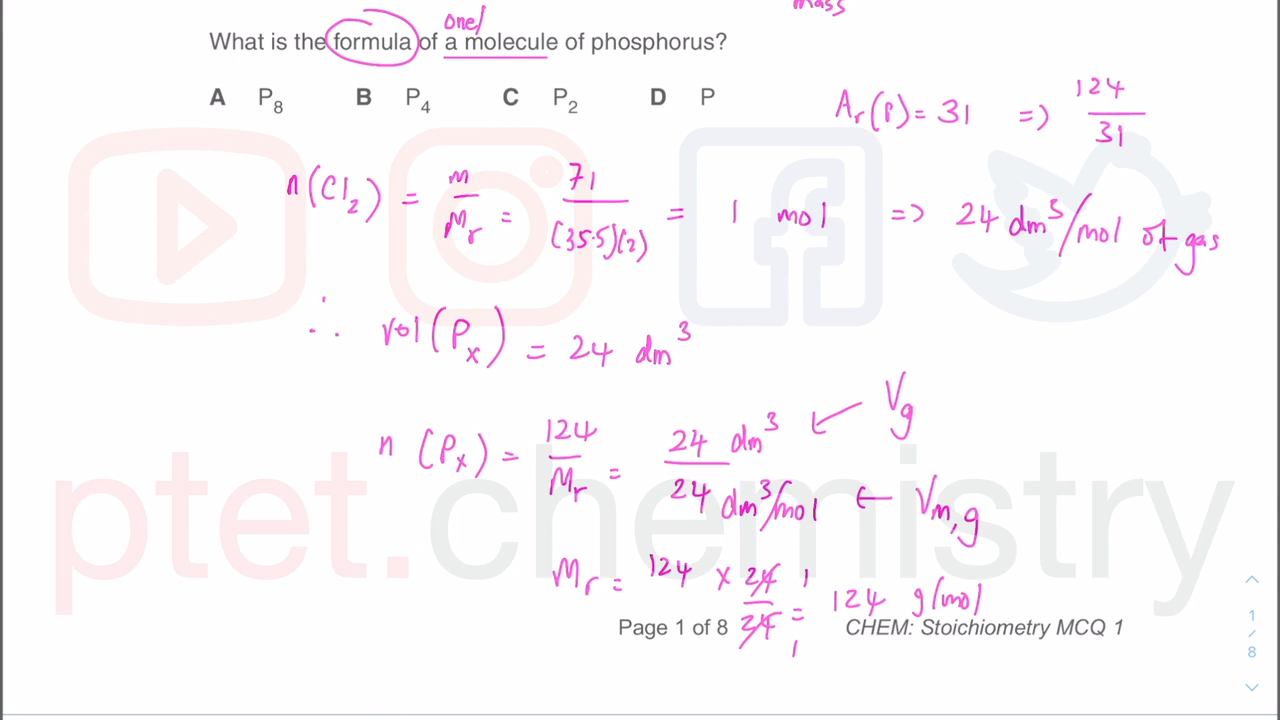 mass
one/
What is the formula of a molecule of phosphorus?
A P₈ B P₄ C P₂ D P
Aᵣ(P) = 31 => 124/31
n(Cl₂) = m/Mᵣ = 71/(35.5)(2) = 1 mol => 24 dm³/mol of gas
∴ vol(Pₓ) = 24 dm³
n (Pₓ) = 124/Mᵣ = 24 dm³ / 24 dm³/mol ← Vg
← Vm,g
ptet.chemistry
Mᵣ = 124 × 24/24 1 1 = 124 g/mol
Page 1 of 8 CHEM: Stoichiometry MCQ 1
1
/
8